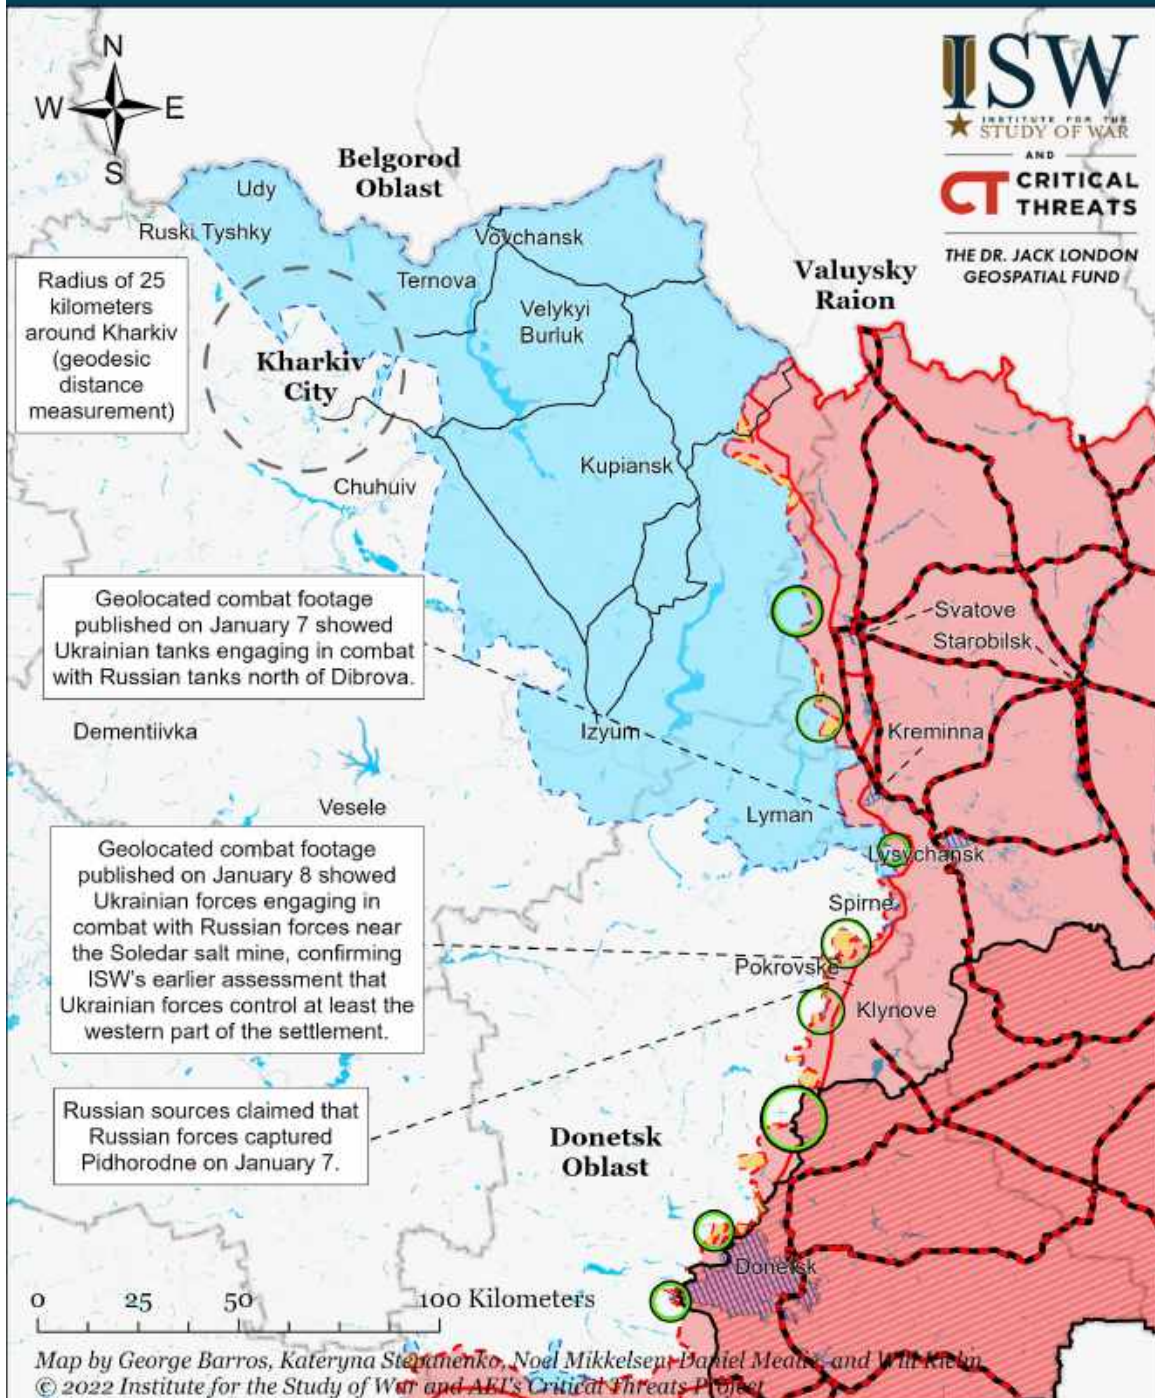 N
W E
S
ISW
INSTITUTE FOR THE
STUDY OF WAR
AND
CT CRITICAL
THREATS
THE DR. JACK LONDON
GEOSPATIAL FUND
Belgorod
Oblast
Udy
Ruski Tyshky
Vovchansk
Ternova
Valuysky
Raion
Radius of 25
kilometers
around Kharkiv
(geodesic
distance
measurement)
Velykyi
Burluk
Kharkiv
City
Kupiansk
Chuhuiv
Geolocated combat footage
published on January 7 showed
Ukrainian tanks engaging in combat
with Russian tanks north of Dibrova.
Svatove
Starobilsk
Dementiivka
Izyum
Kreminna
Vesele
Lyman
Lysychansk
Geolocated combat footage
published on January 8 showed
Ukrainian forces engaging in
combat with Russian forces near
the Soledar salt mine, confirming
ISW's earlier assessment that
Ukrainian forces control at least the
western part of the settlement.
Spirne
Pokrovske
Klynove
Russian sources claimed that
Russian forces captured
Pidhorodne on January 7.
Donetsk
Oblast
Donetsk
0 25 50 100 Kilometers
Map by George Barros, Kateryna Stepanenko, Noel Mikkelsen, Daniel Mealie, and Will Kielm
© 2022 Institute for the Study of War and AEI's Critical Threats Project